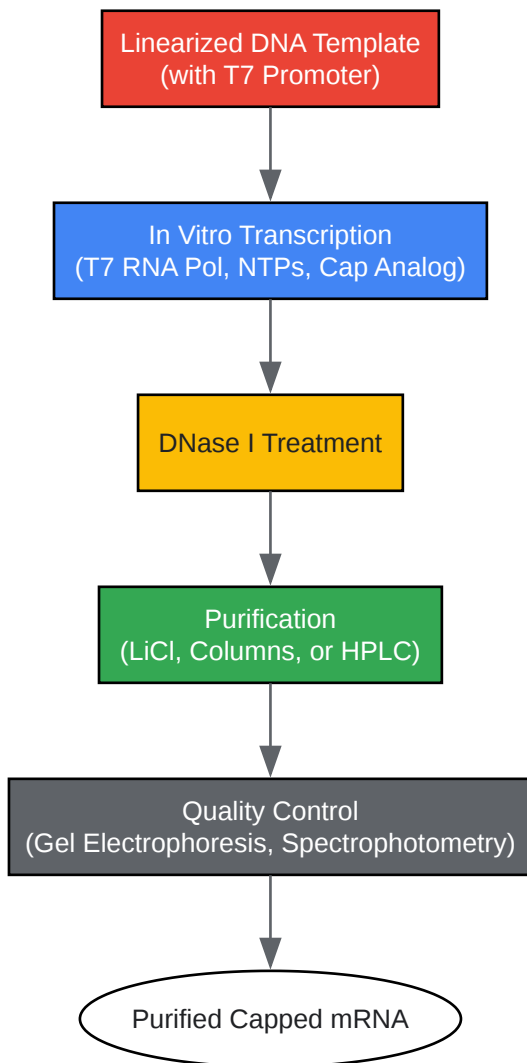 Linearized DNA Template
(with T7 Promoter)
In Vitro Transcription
(T7 RNA Pol, NTPs, Cap Analog)
DNase I Treatment
Purification
(LiCl, Columns, or HPLC)
Quality Control
(Gel Electrophoresis, Spectrophotometry)
Purified Capped mRNA